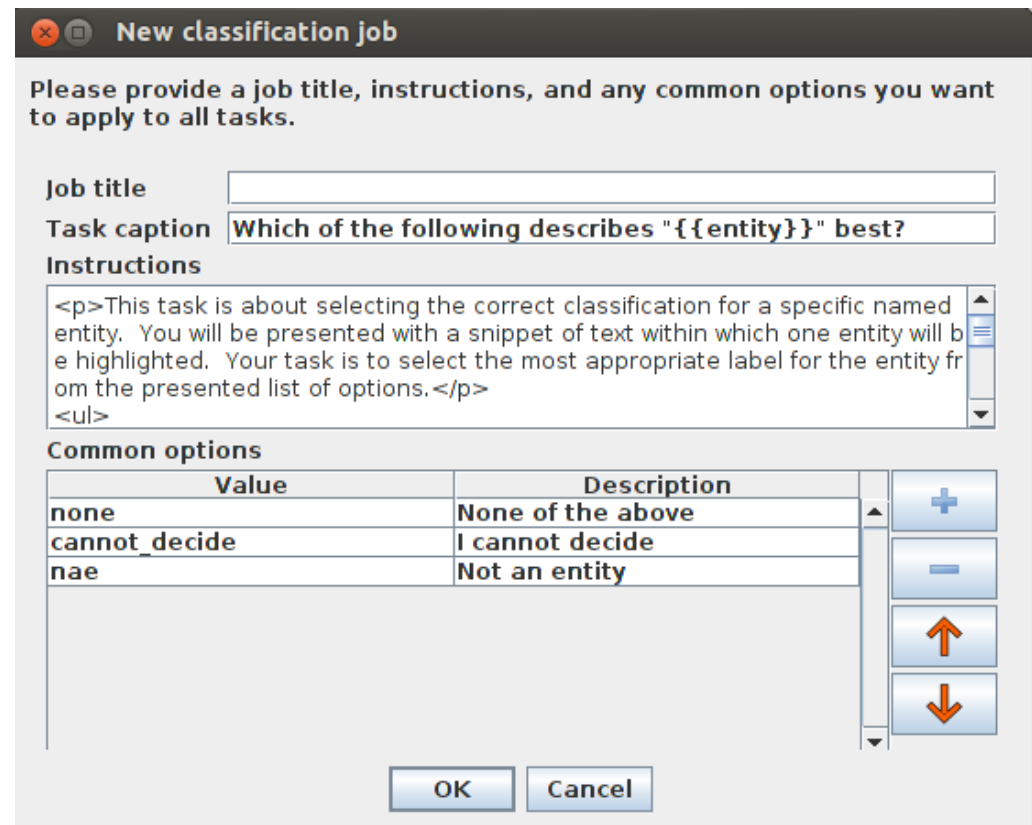 New classification job
Please provide a job title, instructions, and any common options you want
to apply to all tasks.
Job title
Task caption Which of the following describes "{{entity}}" best?
Instructions
<p>This task is about selecting the correct classification for a specific named
entity.  You will be presented with a snippet of text within which one entity will b
e highlighted.  Your task is to select the most appropriate label for the entity fr
om the presented list of options.</p>
<ul>
Common options
Value Description
none None of the above
cannot_decide I cannot decide
nae Not an entity
OK Cancel